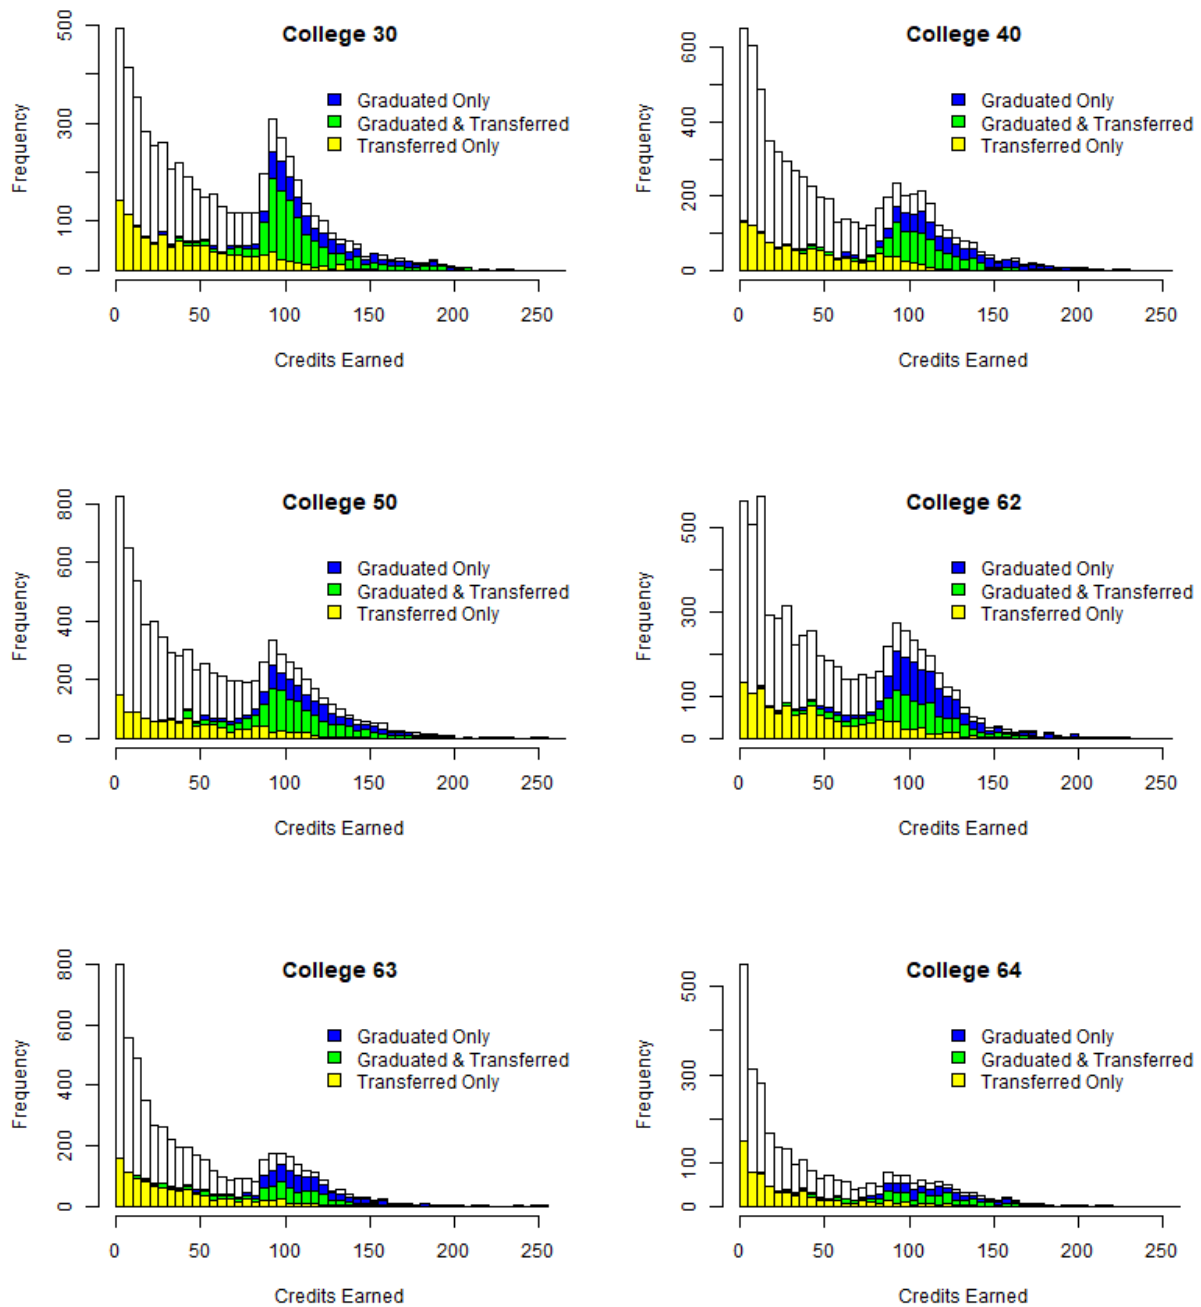 College 30
Graduated Only
Graduated & Transferred
Transferred Only
Frequency
0
100
300
500
0 50 100 150 200 250
Credits Earned
College 40
Graduated Only
Graduated & Transferred
Transferred Only
Frequency
0
200
400
600
0 50 100 150 200 250
Credits Earned
College 50
Graduated Only
Graduated & Transferred
Transferred Only
Frequency
0
200
400
600
800
0 50 100 150 200 250
Credits Earned
College 62
Graduated Only
Graduated & Transferred
Transferred Only
Frequency
0
100
300
500
0 50 100 150 200 250
Credits Earned
College 63
Graduated Only
Graduated & Transferred
Transferred Only
Frequency
0
200
400
600
800
0 50 100 150 200 250
Credits Earned
College 64
Graduated Only
Graduated & Transferred
Transferred Only
Frequency
0
100
300
500
0 50 100 150 200 250
Credits Earned